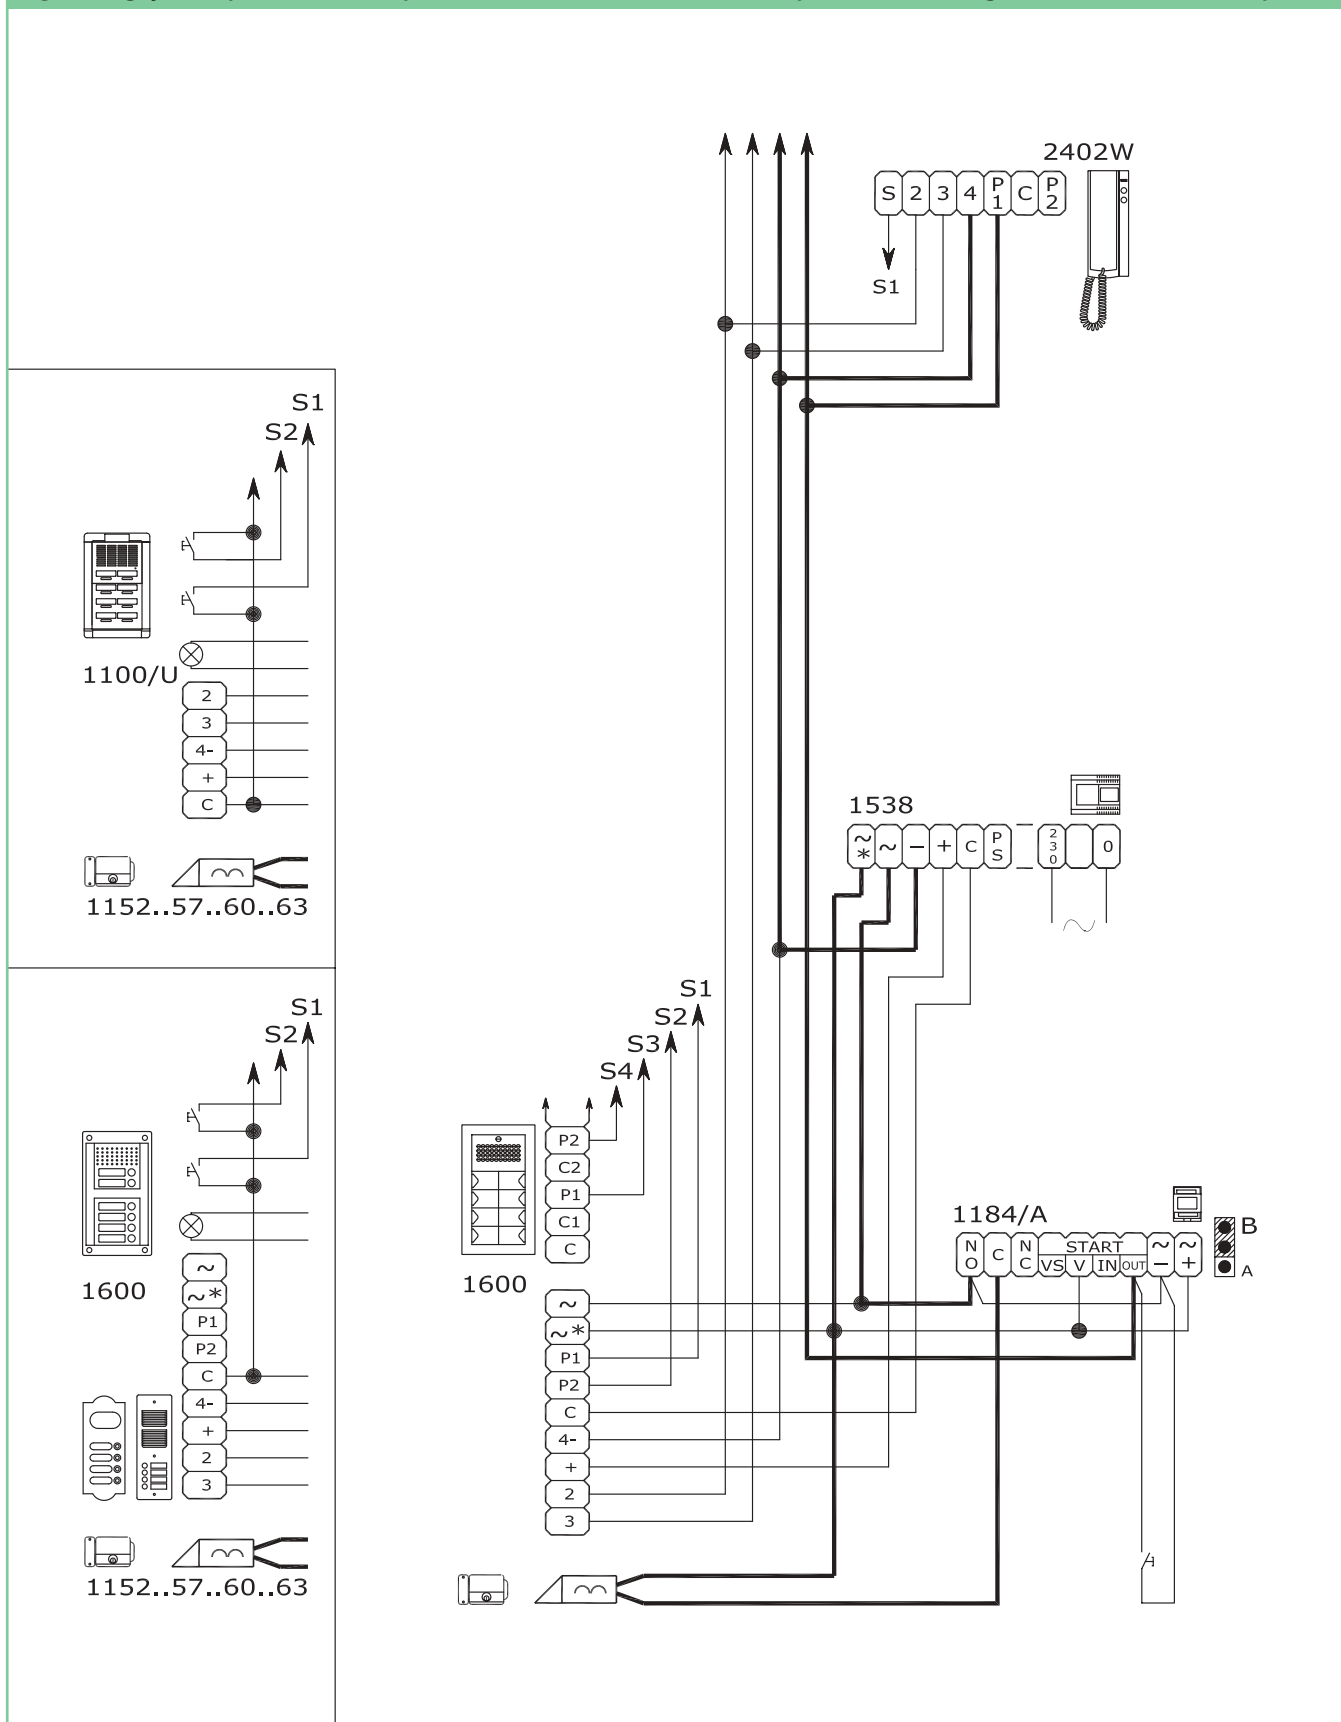 2402W
S 2 3 4 P1 C P2
S1
S1
S2
1100/U
2
3
4-
+
C
1152..57..60..63
1538
~* ~ – + C PS 230 0
S1
S2
S3
S4
P2
C2
P1
C1
C
1600
~
~*
P1
P2
C
4-
+
2
3
1184/A
NO C NC START ~ ~
VS V IN OUT – +
B
A
S1
S2
1600
~
~*
P1
P2
C
4-
+
2
3
1152..57..60..63